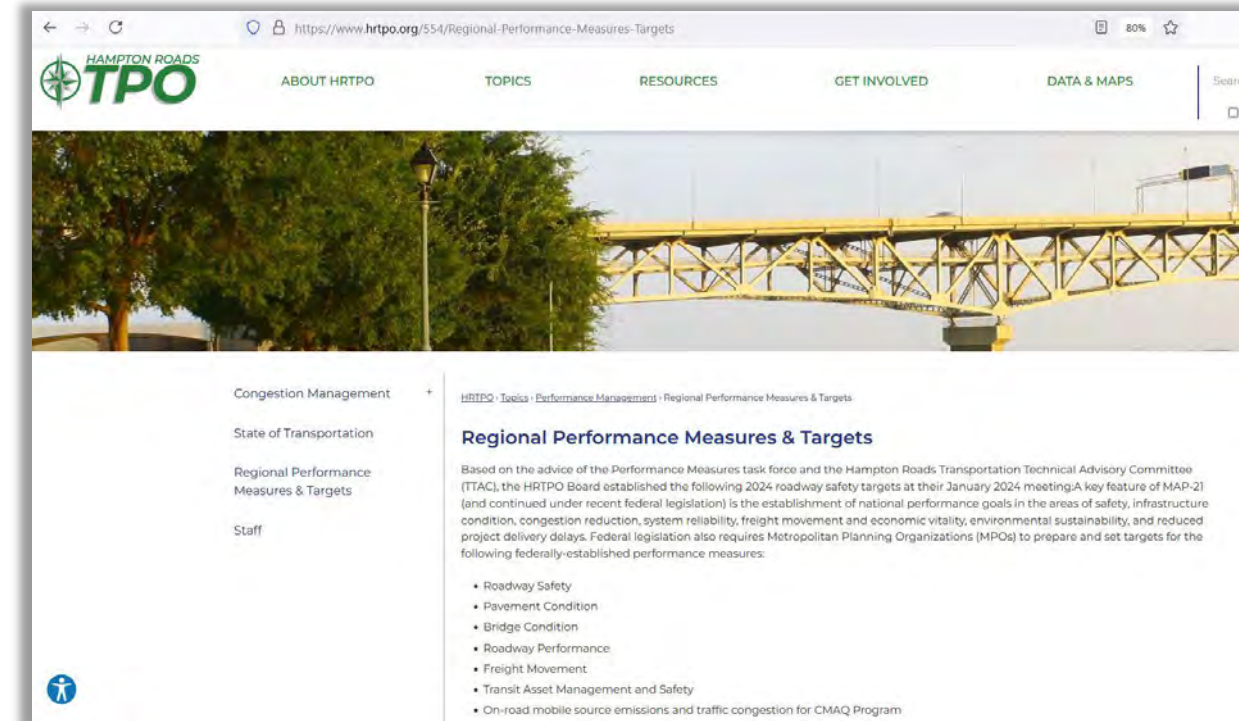 https://www.hrtpo.org/554/Regional-Performance-Measures-Targets
80%
HAMPTON ROADS
TPO
ABOUT HRTPO
TOPICS
RESOURCES
GET INVOLVED
DATA & MAPS
Congestion Management +
State of Transportation
Regional Performance
Measures & Targets
Staff
HRTPO › Topics › Performance Management › Regional Performance Measures & Targets
Regional Performance Measures & Targets
Based on the advice of the Performance Measures task force and the Hampton Roads Transportation Technical Advisory Committee
(TTAC), the HRTPO Board established the following 2024 roadway safety targets at their January 2024 meeting:A key feature of MAP-21
(and continued under recent federal legislation) is the establishment of national performance goals in the areas of safety, infrastructure
condition, congestion reduction, system reliability, freight movement and economic vitality, environmental sustainability, and reduced
project delivery delays. Federal legislation also requires Metropolitan Planning Organizations (MPOs) to prepare and set targets for the
following federally-established performance measures:
• Roadway Safety
• Pavement Condition
• Bridge Condition
• Roadway Performance
• Freight Movement
• Transit Asset Management and Safety
• On-road mobile source emissions and traffic congestion for CMAQ Program